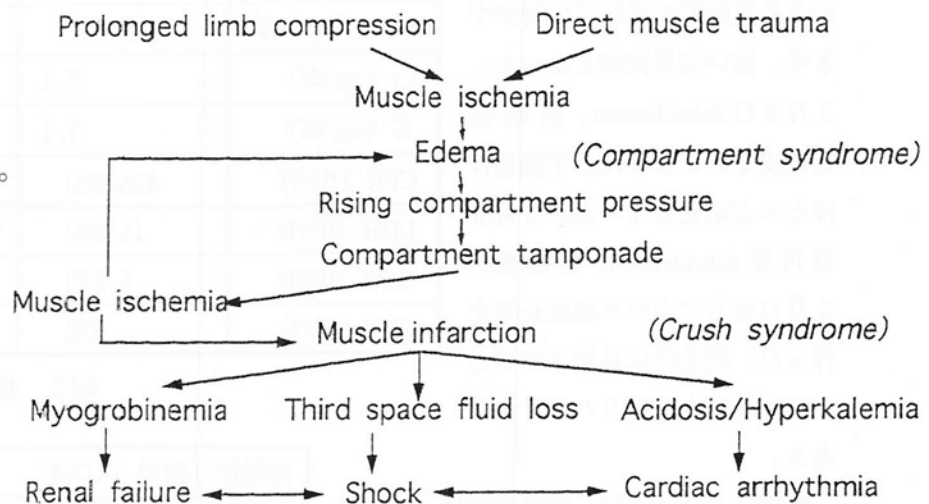 Prolonged limb compression Direct muscle trauma
Muscle ischemia
Edema (Compartment syndrome)
Rising compartment pressure
Compartment tamponade
Muscle ischemia
Muscle infarction (Crush syndrome)
Myogrobinemia Third space fluid loss Acidosis/Hyperkalemia
Renal failure Shock Cardiac arrhythmia